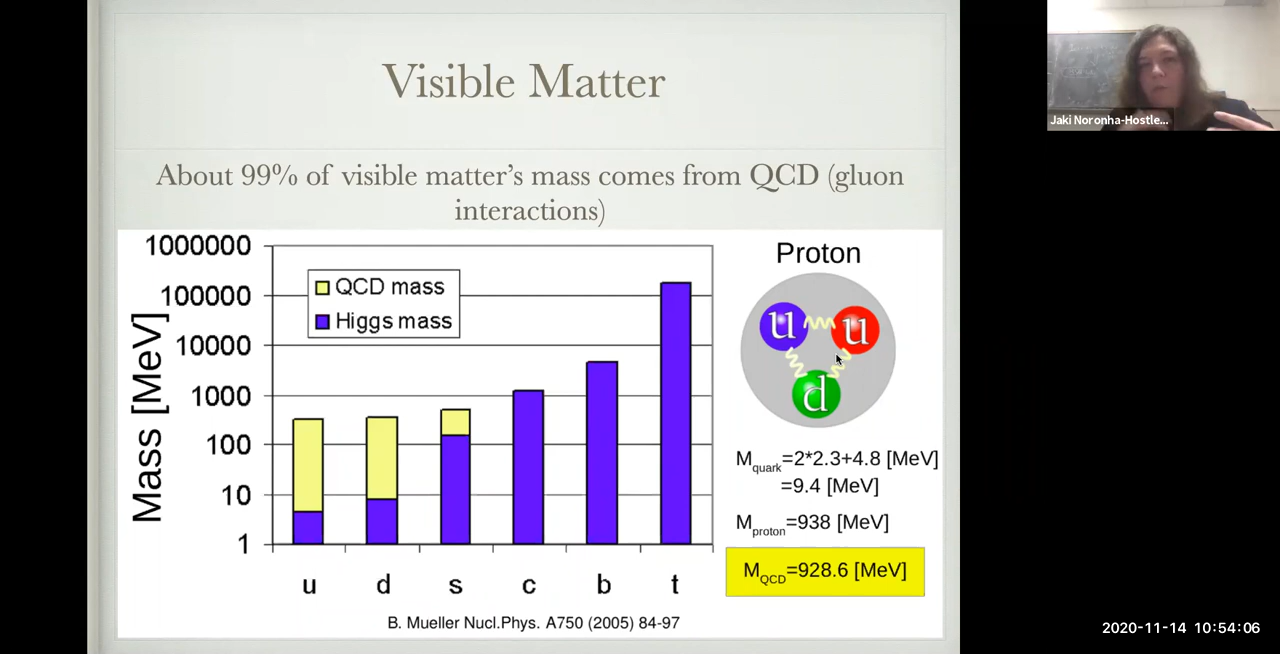 Visible Matter
About 99% of visible matter's mass comes from QCD (gluon
interactions)
Mass [MeV]
1000000
100000
10000
1000
100
10
1
QCD mass
Higgs mass
u d s c b t
B. Mueller Nucl.Phys. A750 (2005) 84-97
Proton
u u
d
Mquark=2*2.3+4.8 [MeV]
=9.4 [MeV]
Mproton=938 [MeV]
MQCD=928.6 [MeV]
Jaki Noronha-Hostle...
2020-11-14 10:54:06